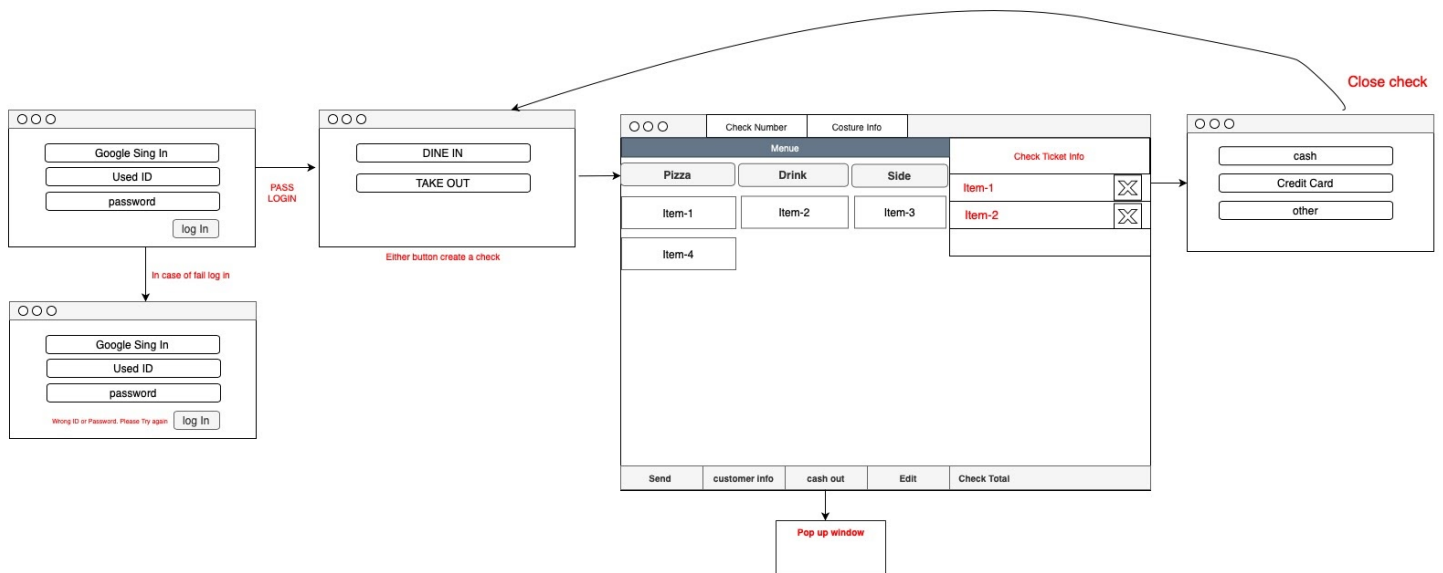 Close check
Google Sing In
Used ID
password
log In
PASS
LOGIN
In case of fail log in
Google Sing In
Used ID
password
Wrong ID or Password. Please Try again
log In
DINE IN
TAKE OUT
Either button create a check
Check Number
Costure Info
Menue
Check Ticket Info
Pizza
Drink
Side
Item-1
Item-2
Item-3
Item-4
Item-1
X
Item-2
X
Send
customer info
cash out
Edit
Check Total
Pop up window
cash
Credit Card
other